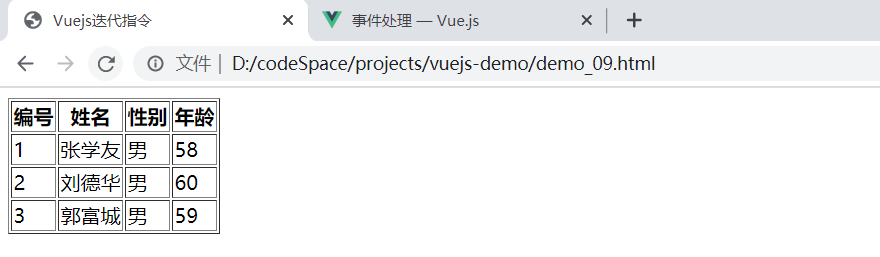 Vuejs迭代指令
事件处理 — Vue.js
文件 | D:/codeSpace/projects/vuejs-demo/demo_09.html
编号 姓名 性别 年龄
1 张学友 男 58
2 刘德华 男 60
3 郭富城 男 59